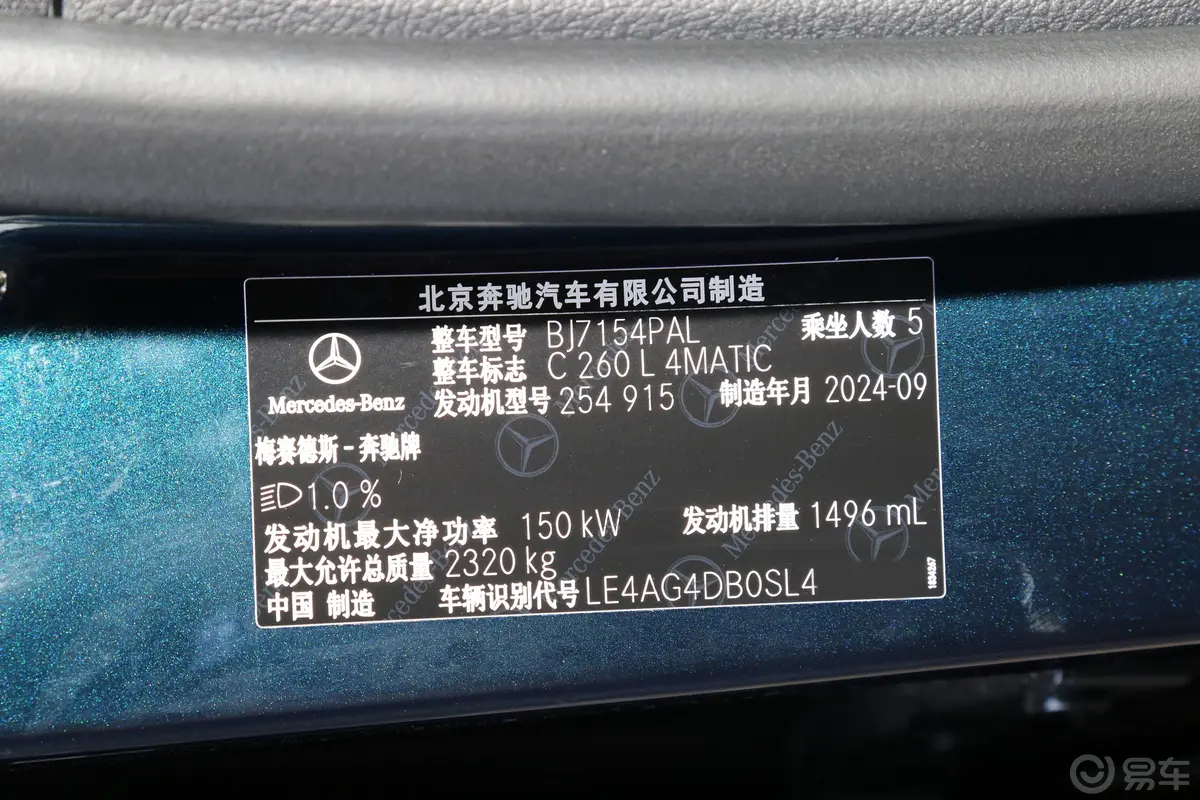 北京奔驰汽车有限公司制造
整车型号 BJ7154PAL 乘坐人数 5
整车标志 C 260 L 4MATIC
发动机型号 254 915 制造年月 2024-09
Mercedes-Benz
梅赛德斯-奔驰牌
1.0 %
发动机最大净功率 150 kW 发动机排量 1496 mL
最大允许总质量 2320 kg
中国 制造 车辆识别代号 LE4AG4DB0SL4
易车